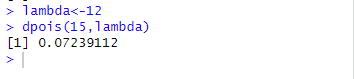 > lambda<-12
> dpois(15,lambda)
[1] 0.07239112
>